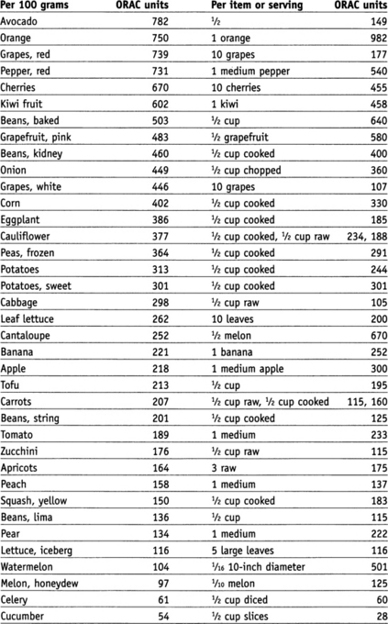 Per 100 grams ORAC units Per item or serving ORAC units
Avocado 782 ½ 149
Orange 750 1 orange 982
Grapes, red 739 10 grapes 177
Pepper, red 731 1 medium pepper 540
Cherries 670 10 cherries 455
Kiwi fruit 602 1 kiwi 458
Beans, baked 503 ½ cup 640
Grapefruit, pink 483 ½ grapefruit 580
Beans, kidney 460 ½ cup cooked 400
Onion 449 ½ cup chopped 360
Grapes, white 446 10 grapes 107
Corn 402 ½ cup cooked 330
Eggplant 386 ½ cup cooked 185
Cauliflower 377 ½ cup cooked, ½ cup raw 234, 188
Peas, frozen 364 ½ cup cooked 291
Potatoes 313 ½ cup cooked 244
Potatoes, sweet 301 ½ cup cooked 301
Cabbage 298 ½ cup raw 105
Leaf lettuce 262 10 leaves 200
Cantaloupe 252 ½ melon 670
Banana 221 1 banana 252
Apple 218 1 medium apple 300
Tofu 213 ½ cup 195
Carrots 207 ½ cup raw, ½ cup cooked 115, 160
Beans, string 201 ½ cup cooked 125
Tomato 189 1 medium 233
Zucchini 176 ½ cup raw 115
Apricots 164 3 raw 175
Peach 158 1 medium 137
Squash, yellow 150 ½ cup cooked 183
Beans, lima 136 ½ cup 115
Pear 134 1 medium 222
Lettuce, iceberg 116 5 large leaves 116
Watermelon 104 1/16 10-inch diameter 501
Melon, honeydew 97 1/10 melon 125
Celery 61 ½ cup diced 60
Cucumber 54 ½ cup slices 28